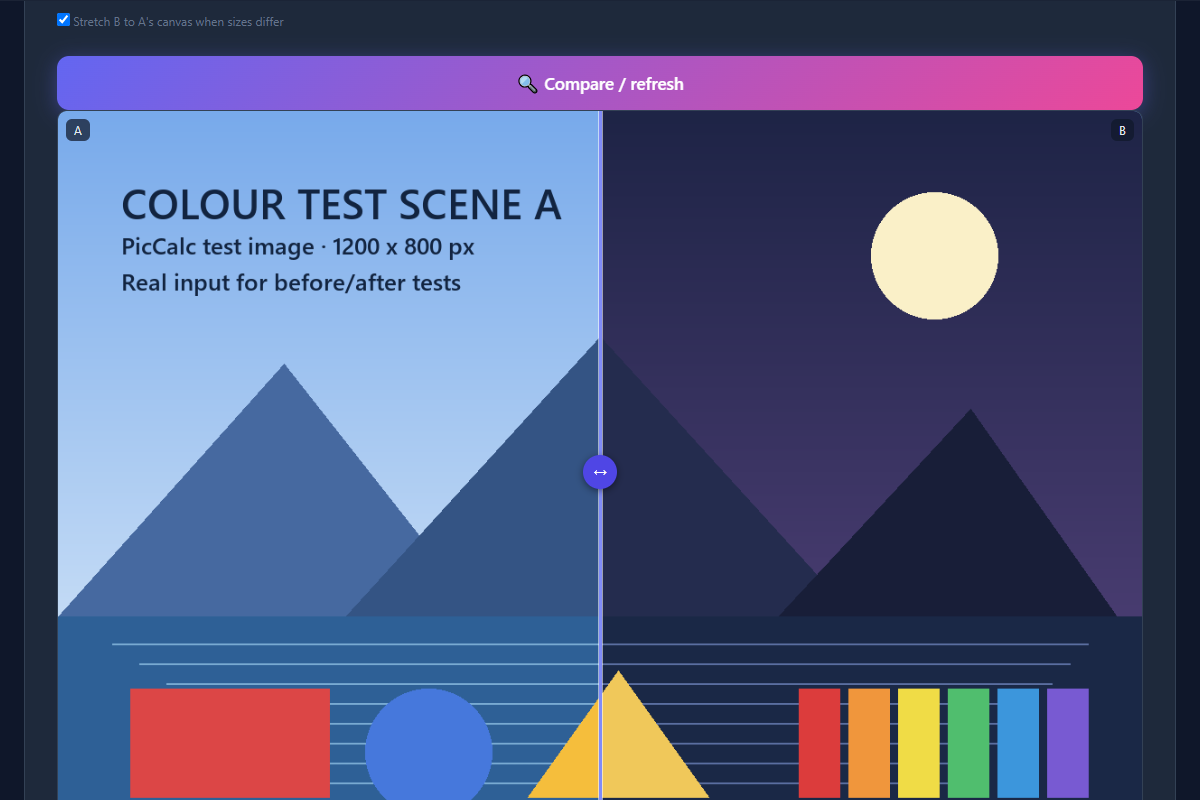 Stretch B to A's canvas when sizes differ
🔍 Compare / refresh
A
B
COLOUR TEST SCENE A
PicCalc test image · 1200 x 800 px
Real input for before/after tests